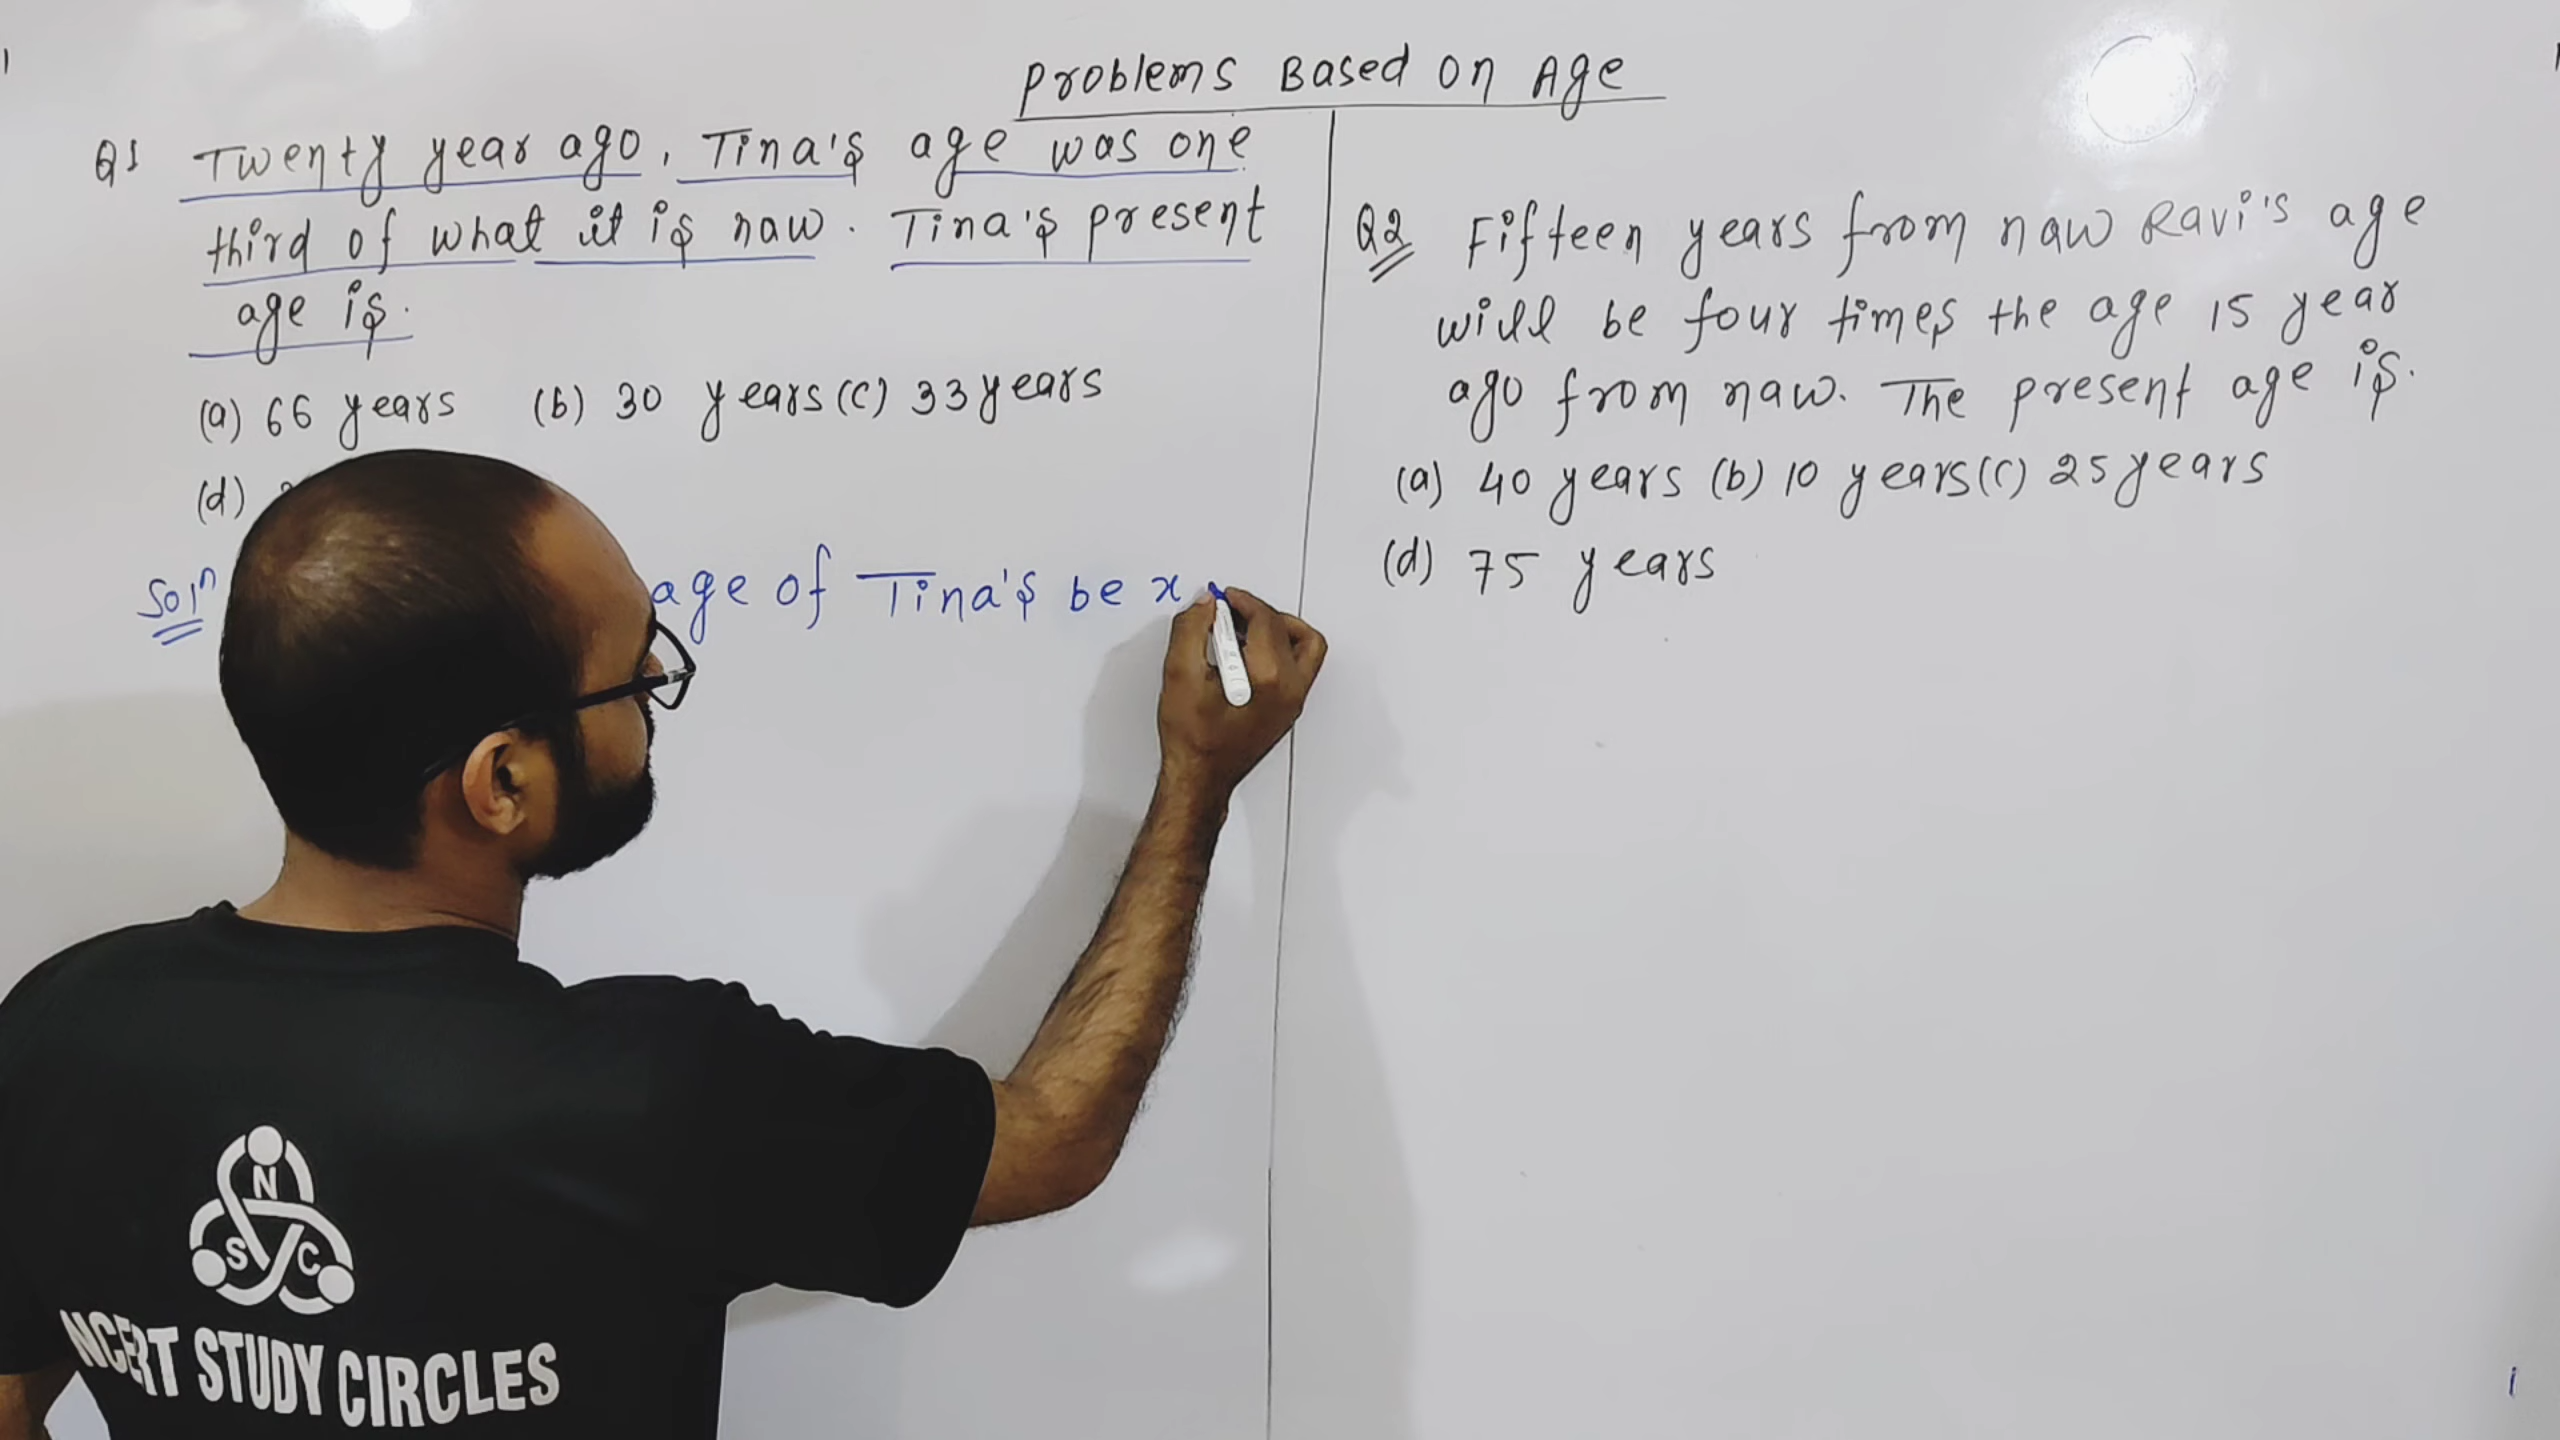 Problems Based On Age
Q1 Twenty year ago, Tina's age was one
third of what it is naw. Tina's present
age is.
(a) 66 years (b) 30 years (c) 33 years
(d)
Solⁿ age of Tina's be x
Q2 Fifteen years from naw Ravi's age
will be four times the age 15 year
ago from naw. The present age is.
(a) 40 years (b) 10 years (c) 25 years
(d) 75 years
N
S C
NCERT STUDY CIRCLES